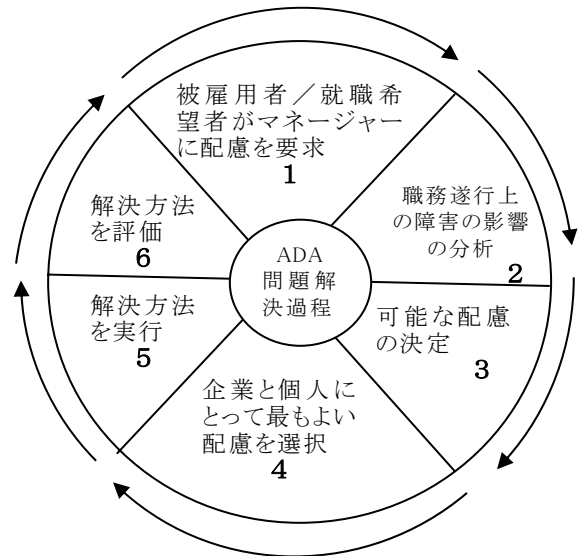 被雇用者／就職希
望者がマネージャー
に配慮を要求
1
職務遂行上
の障害の影響
の分析
2
可能な配慮
の決定
3
企業と個人に
とって最もよい
配慮を選択
4
解決方法
を実行
5
解決方法
を評価
6
ADA
問題解
決過程